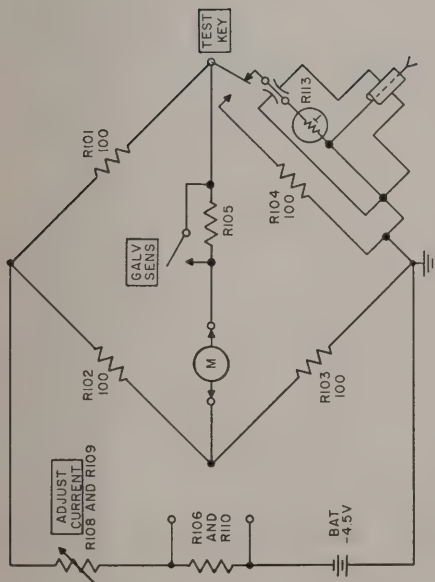 TEST
KEY
R101
100
R113
GALV
SENS
R105
R104
100
R102
100
M
R103
100
ADJUST
CURRENT
R108 AND R109
R106
AND
R110
BAT
-4.5V